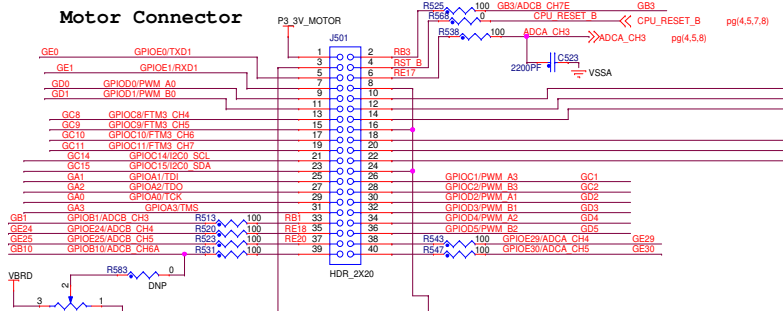 Motor Connector
P3_3V_MOTOR
R525 100 GB3/ADCB_CH7E GB3
R568 0 CPU_RESET_B CPU_RESET_B pg(4,5,7,8)
R538 100 ADCA_CH3 ADCA_CH3 pg(4,5,8)
C523
2200PF
VSSA
J501
GE0 GPIOE0/TXD1 1 2 RB3
3 4 RST_B
GE1 GPIOE1/RXD1 5 6 RE17
GD0 GPIOD0/PWM_A0 7 8
GD1 GPIOD1/PWM_B0 9 10
11 12
GC8 GPIOC8/FTM3_CH4 13 14
GC9 GPIOC9/FTM3_CH5 15 16
GC10 GPIOC10/FTM3_CH6 17 18
GC11 GPIOC11/FTM3_CH7 19 20
GC14 GPIOC14/I2C0_SCL 21 22
GC15 GPIOC15/I2C0_SDA 23 24
GA1 GPIOA1/TDI 25 26 GPIOC1/PWM_A3 GC1
GA2 GPIOA2/TDO 27 28 GPIOC2/PWM_B3 GC2
GA0 GPIOA0/TCK 29 30 GPIOD2/PWM_A1 GD2
GA3 GPIOA3/TMS 31 32 GPIOD3/PWM_B1 GD3
GB1 GPIOB1/ADCB_CH3 R513 100 RB1 33 34 GPIOD4/PWM_A2 GD4
GE24 GPIOE24/ADCB_CH4 R520 100 RE18 35 36 GPIOD5/PWM_B2 GD5
GE25 GPIOE25/ADCB_CH5 R523 100 RE20 37 38 R543 100 GPIOE29/ADCA_CH4 GE29
GB10 GPIOB10/ADCB_CH6A R531 100 39 40 R547 100 GPIOE30/ADCA_CH5 GE30
HDR_2X20
R583 0
DNP
VBRD
3 2 1